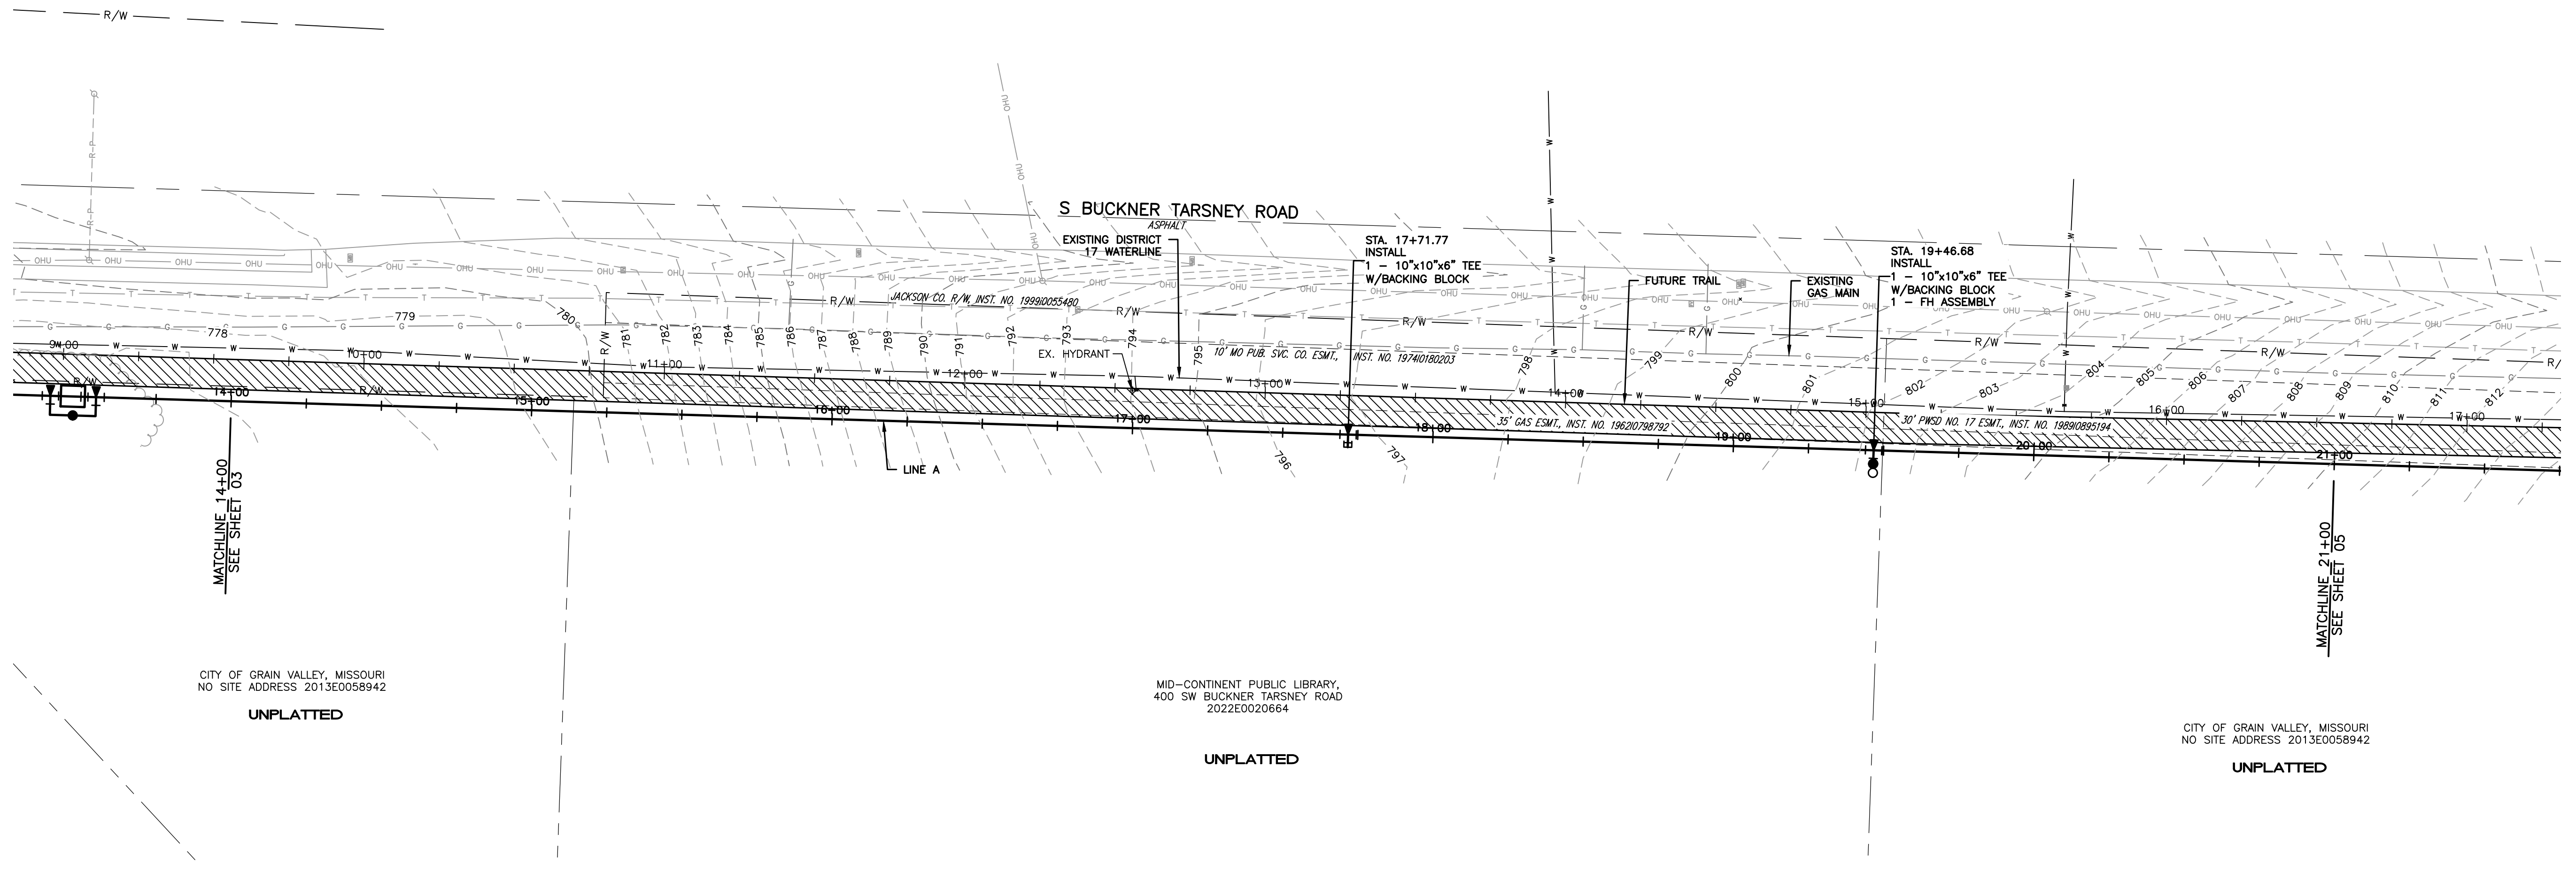 R/W
S BUCKNER TARSNEY ROAD
ASPHALT
EXISTING DISTRICT
17 WATERLINE
STA. 17+71.77
INSTALL
1 - 10"x10"x6" TEE
W/BACKING BLOCK
STA. 19+46.68
INSTALL
1 - 10"x10"x6" TEE
W/BACKING BLOCK
1 - FH ASSEMBLY
FUTURE TRAIL
EXISTING
GAS MAIN
JACKSON CO. R/W, INST. NO. 1999I0055480
EX. HYDRANT
10' MO PUB. SVC. CO. ESMT., INST. NO. 1974I0180203
35' GAS ESMT., INST. NO. 1962I0798792
30' PWSD NO. 17 ESMT., INST. NO. 1989I0895194
LINE A
778
779
780
781
782
783
784
785
786
787
788
789
790
791
792
793
794
795
796
797
798
799
800
801
802
803
804
805
806
807
808
809
810
811
812
9+00
10+00
11+00
12+00
13+00
14+00
15+00
16+00
17+00
14+00
15+00
16+00
17+00
18+00
19+00
20+00
21+00
MATCHLINE 14+00
SEE SHEET 03
MATCHLINE 21+00
SEE SHEET 05
CITY OF GRAIN VALLEY, MISSOURI
NO SITE ADDRESS 2013E0058942
UNPLATTED
MID-CONTINENT PUBLIC LIBRARY,
400 SW BUCKNER TARSNEY ROAD
2022E0020664
UNPLATTED
CITY OF GRAIN VALLEY, MISSOURI
NO SITE ADDRESS 2013E0058942
UNPLATTED